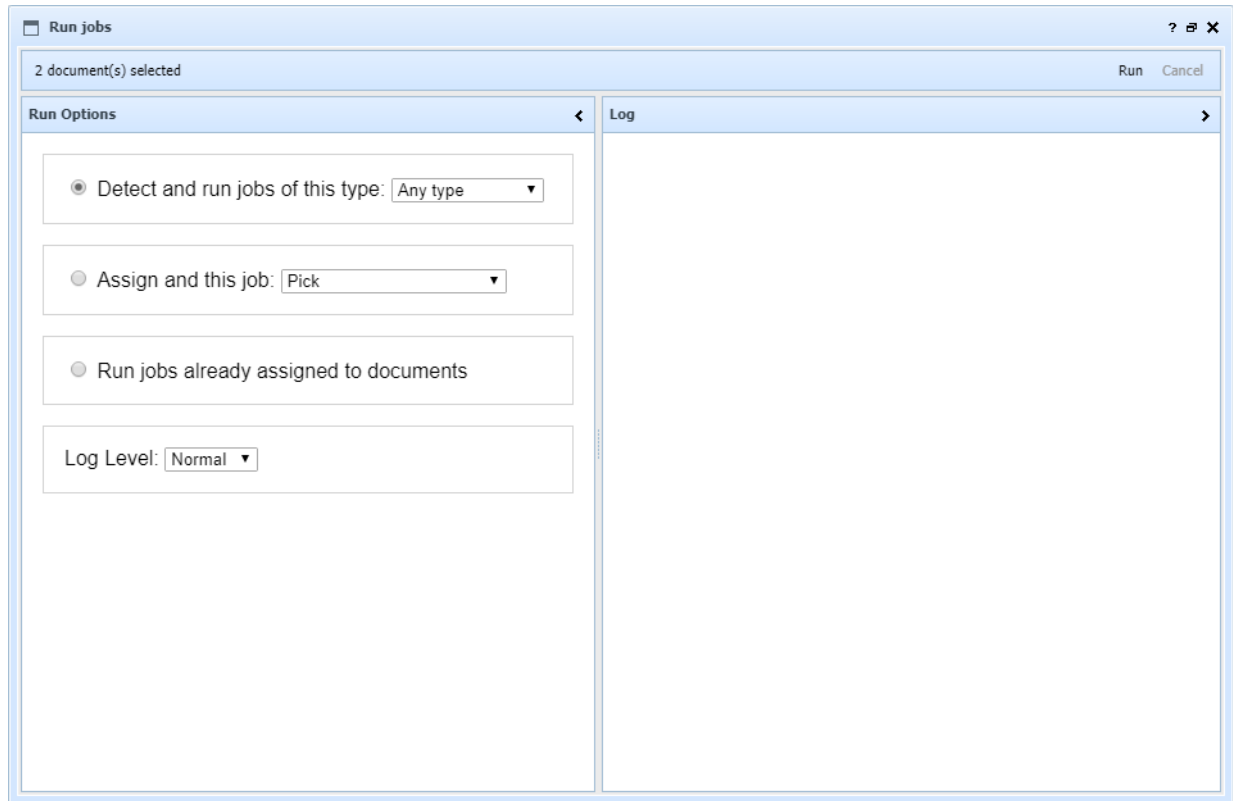 Run jobs ?
2 document(s) selected Run Cancel
Run Options
Log
Detect and run jobs of this type: Any type
Assign and this job: Pick
Run jobs already assigned to documents
Log Level: Normal